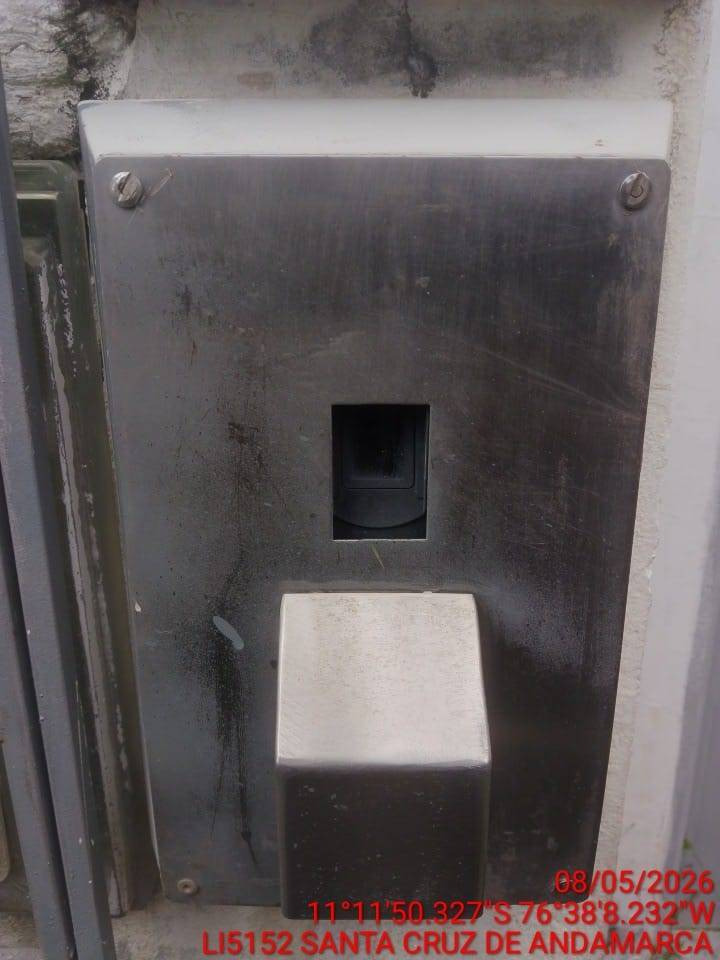 08/05/2026
11°11'50.327"S 76°38'8.232"W
LI5152 SANTA CRUZ DE ANDAMARCA